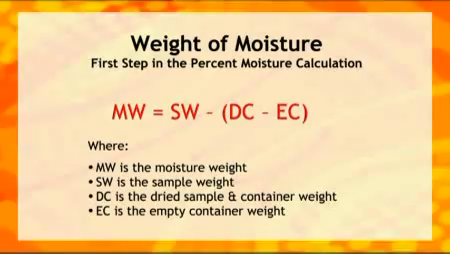 Weight of Moisture
First Step in the Percent Moisture Calculation
MW = SW – (DC – EC)
Where:
• MW is the moisture weight
• SW is the sample weight
• DC is the dried sample & container weight
• EC is the empty container weight